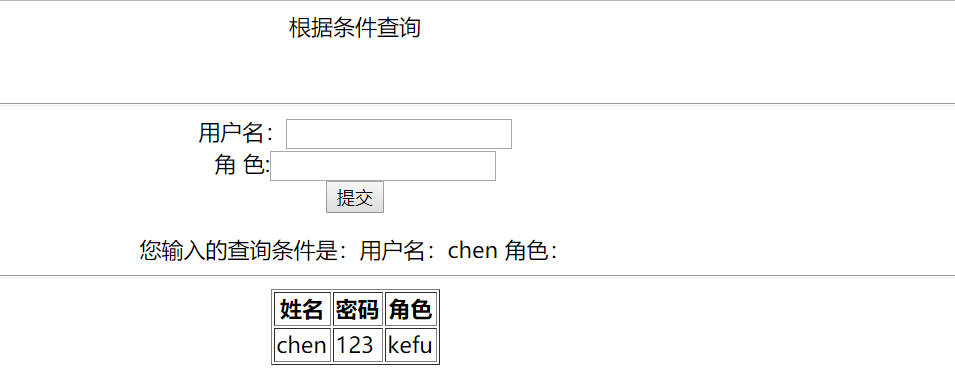 根据条件查询
用户名：
角 色:
提交
您输入的查询条件是：用户名：chen 角色：
姓名 密码 角色
chen 123 kefu